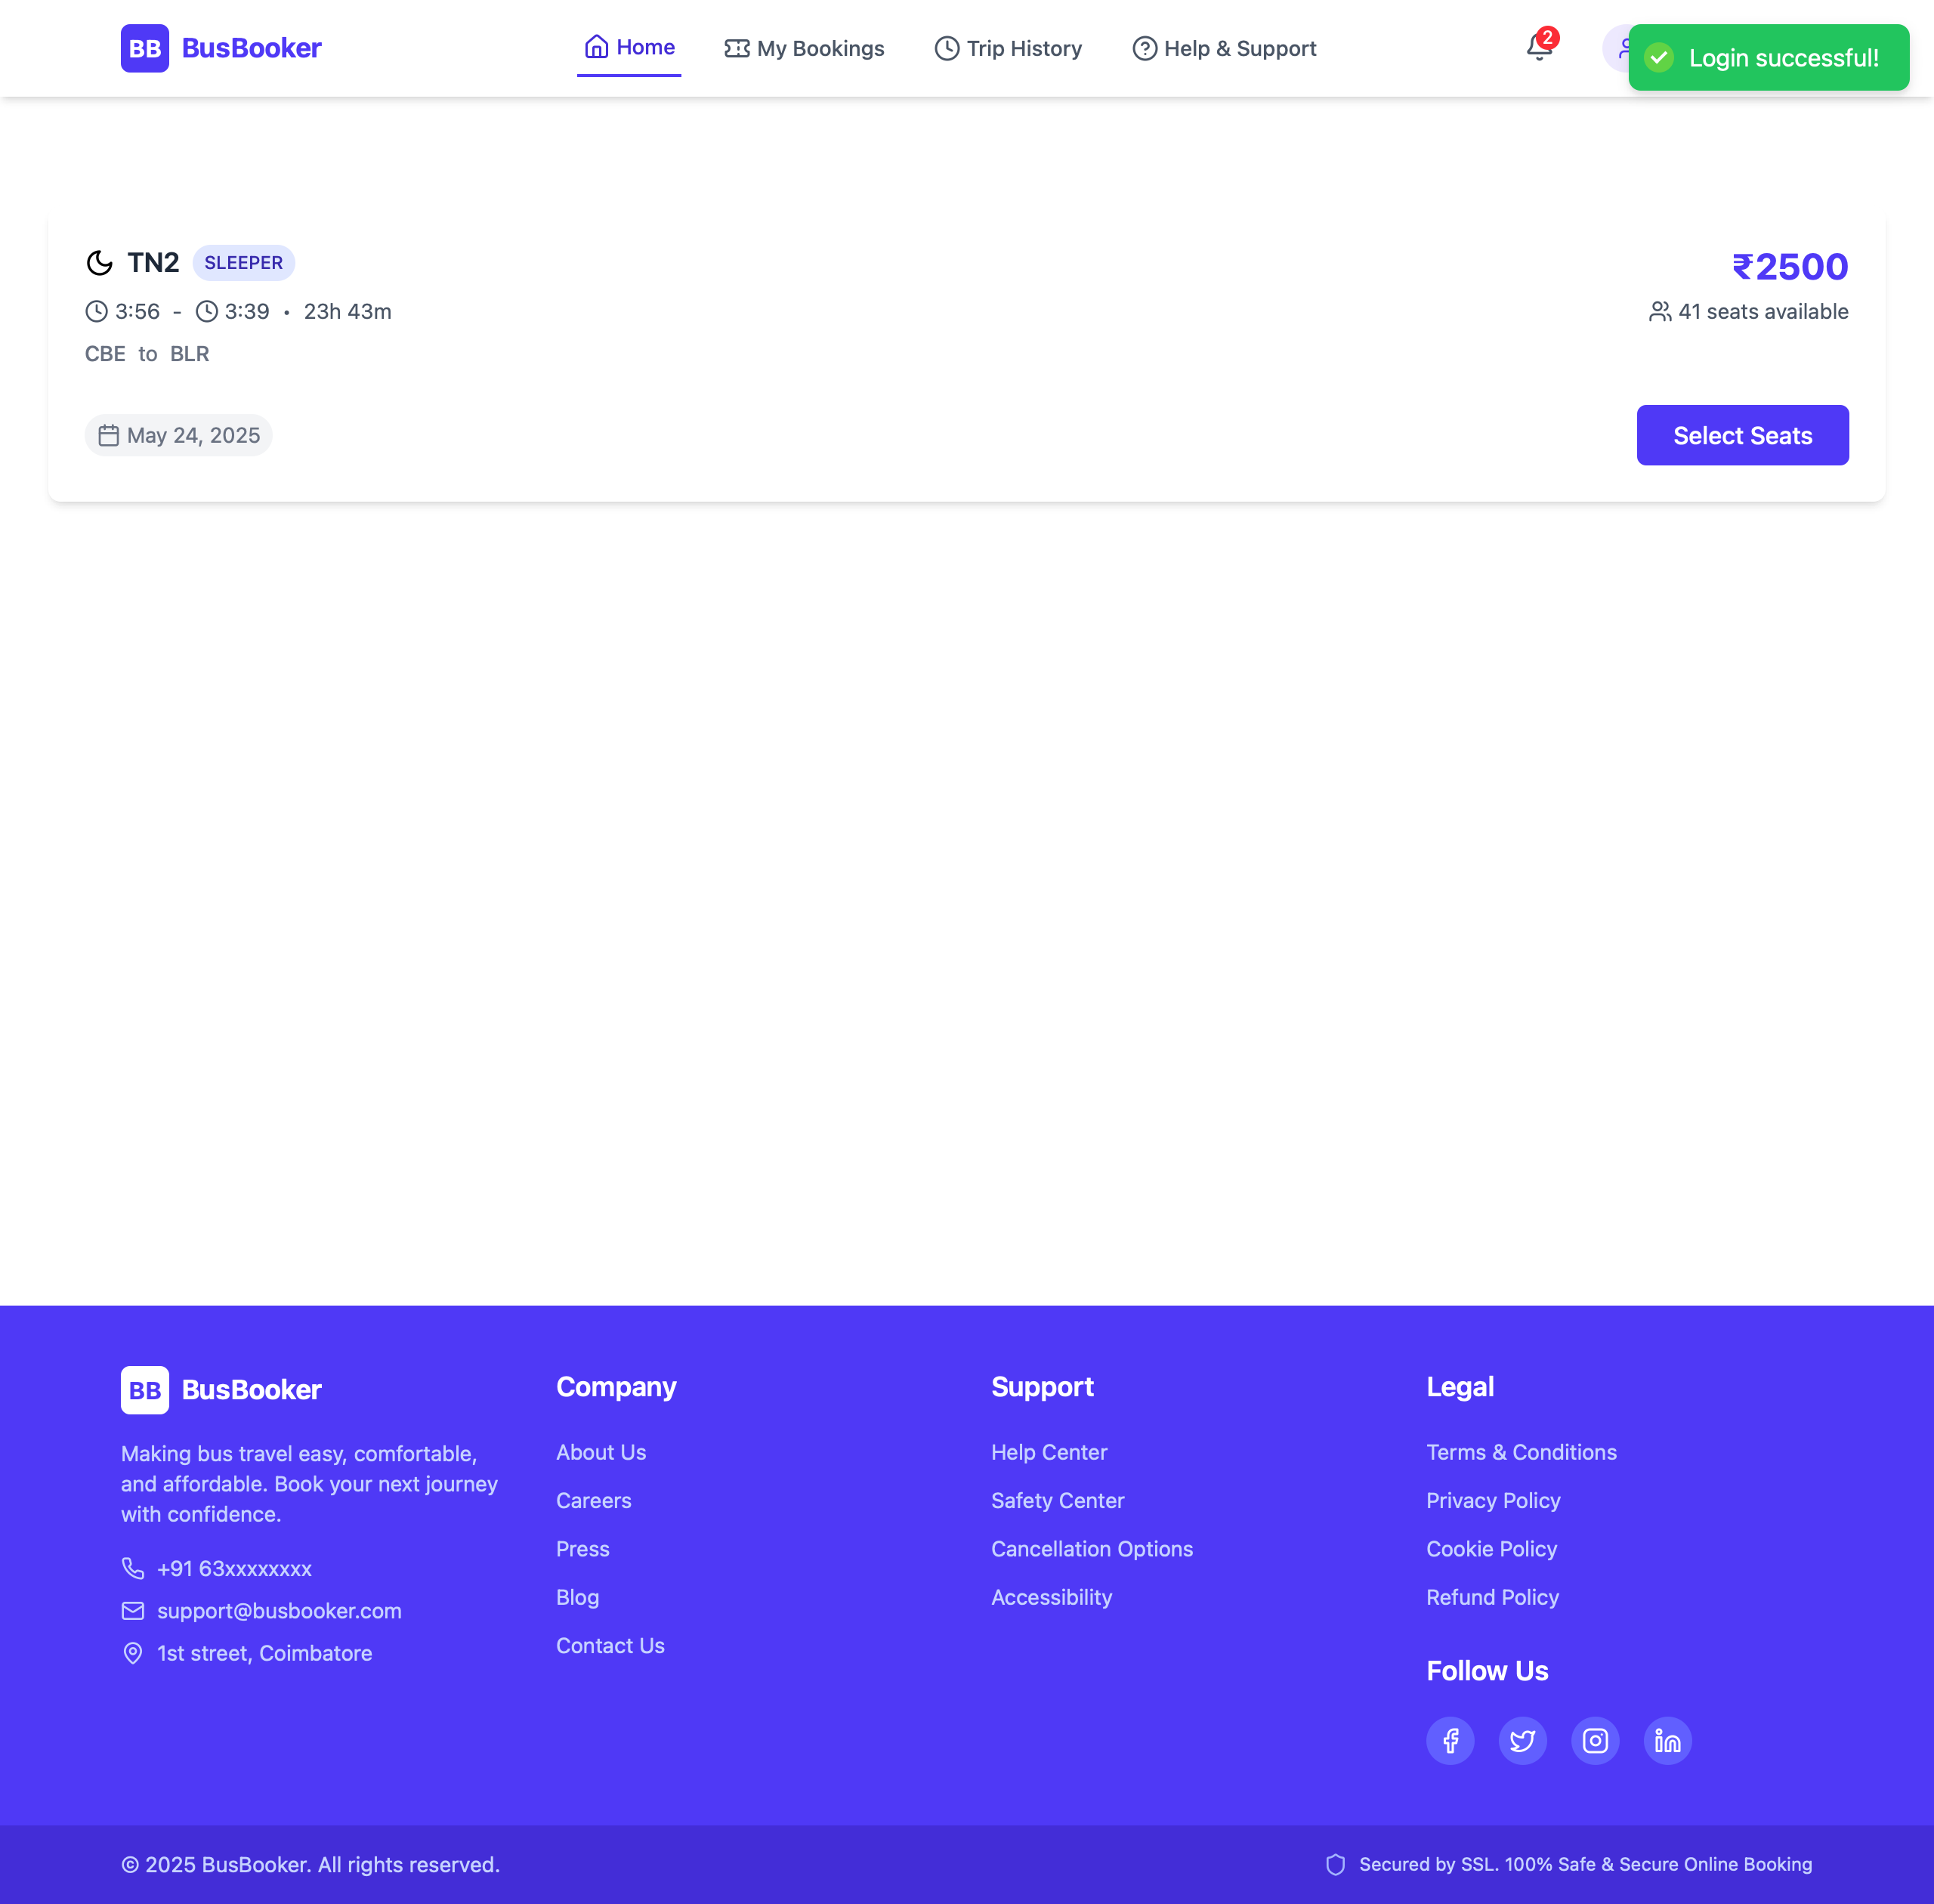 BB BusBooker
Home
My Bookings
Trip History
Help & Support
2
Login successful!
TN2 SLEEPER
₹2500
3:56 - 3:39 • 23h 43m
41 seats available
CBE to BLR
May 24, 2025
Select Seats
BB BusBooker
Making bus travel easy, comfortable,
and affordable. Book your next journey
with confidence.
+91 63xxxxxxxx
support@busbooker.com
1st street, Coimbatore
Company
About Us
Careers
Press
Blog
Contact Us
Support
Help Center
Safety Center
Cancellation Options
Accessibility
Legal
Terms & Conditions
Privacy Policy
Cookie Policy
Refund Policy
Follow Us
© 2025 BusBooker. All rights reserved.
Secured by SSL. 100% Safe & Secure Online Booking